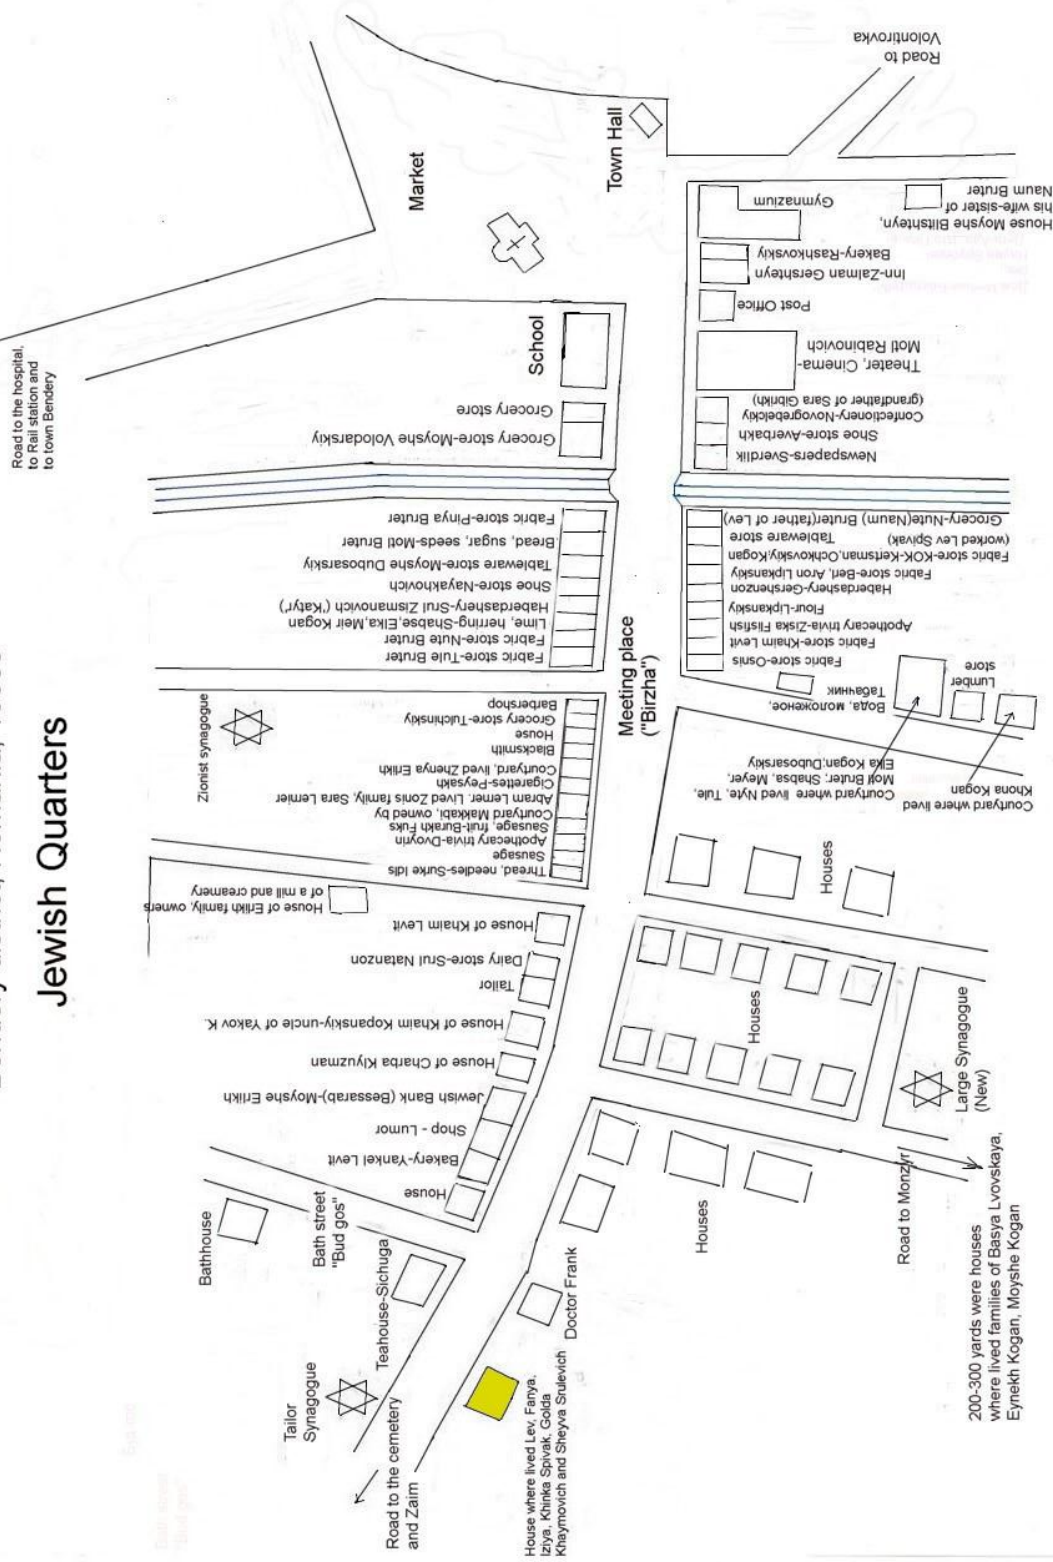 Jewish Quarters
Road to the hospital,
to Rail station and
to town Bendery
Market
Town Hall
Road to
Volontirovka
School
Grocery store
Grocery store-Moyshe Volodarskiy
Gymnazium
House Moyshe Blitshteyn,
his wife-sister of
Naum Bruter
Bakery-Rashkovskiy
Inn-Zalman Gershteyn
Post Office
Theater, Cinema-
Motl Rabinovich
Confectionery-Novogrebelskiy
(grandfather of Sara Gibrikh)
Shoe store-Averbakh
Newspapers-Sverdlik
Fabric store-Pinya Bruter
Bread, sugar, seeds-Motl Bruter
Tableware store-Moyshe Dubosarskiy
Shoe store-Nayakhovich
Haberdashery-Srul Zismanovich ("Katyr")
Lime, herring-Shabse,Elka,Meir Kogan
Fabric store-Nute Bruter
Fabric store-Tule Bruter
Grocery-Nute(Naum) Bruter(father of Lev)
Tableware store
(worked Lev Spivak)
Fabric store-KOK-Kertsman,Ochkovskiy,Kogan
Fabric store-Berl, Aron Lipkanskiy
Haberdashery-Gershenzon
Flour-Lipkanskiy
Apothecary trivia-Ziska Flisfish
Fabric store-Khaim Levit
Fabric store-Osnis
Meeting place
("Birzha")
Вода, моложеное,
Табачник
Lumber
store
Courtyard where lived Nyte, Tule,
Motl Bruter; Shabsa, Meyer,
Elka Kogan;Dubosarskiy
Courtyard where lived
Khona Kogan
Zionist synagogue
Barbershop
Grocery store-Tulchinskiy
House
Blacksmith
Courtyard, lived Zhenya Erlikh
Cigarettes-Peysakh
Courtyard Makkabi, owned by
Abram Lerner. Lived Zonis family, Sara Lerner
Sausage, fruit-Burakh Fuks
Apothecary trivia-Dvoyrin
Sausage
Thread, needles-Surke Idls
House of Erlikh family, owners
of a mill and creamery
House of Khaim Levit
Dairy store-Srul Natanzon
Tailor
House of Khaim Kopanskiy-uncle of Yakov K.
House of Charba Klyuzman
Jewish Bank (Bessarab)-Moyshe Erlikh
Shop - Lumor
Bakery-Yankel Levit
House
Houses
Houses
Houses
Large Synagogue
(New)
Road to Monzyr
200-300 yards were houses
where lived families of Basya Lvovskaya,
Eynekh Kogan, Moyshe Kogan
Bathhouse
Bath street
"Bud gos"
Teahouse-Sichuga
Tailor
Synagogue
Doctor Frank
Road to the cemetery
and Zaim
House where lived Lev, Fanya,
Iziya, Khinka Spivak, Golda
Khaymovich and Sheyva Srulevich